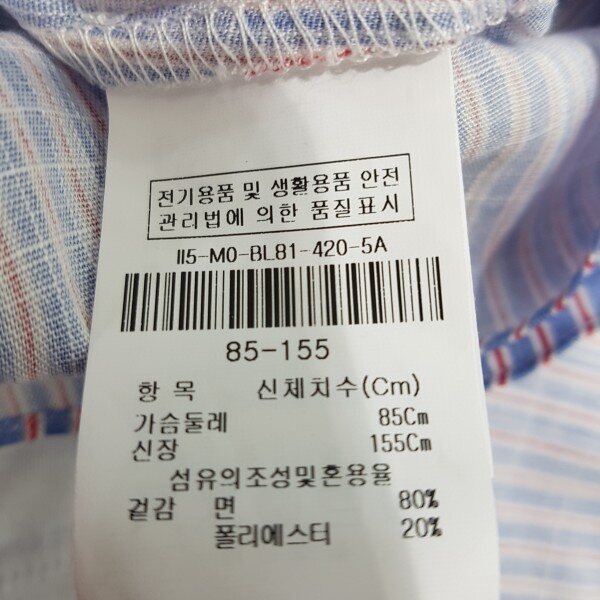 전기용품 및 생활용품 안전
관리법에 의한 품질표시
II5-MO-BL81-420-5A
85-155
항 목 신체치수(Cm)
가슴둘레 85Cm
신장 155Cm
섬유의조성및혼용율
겉감 면 80%
폴리에스터 20%